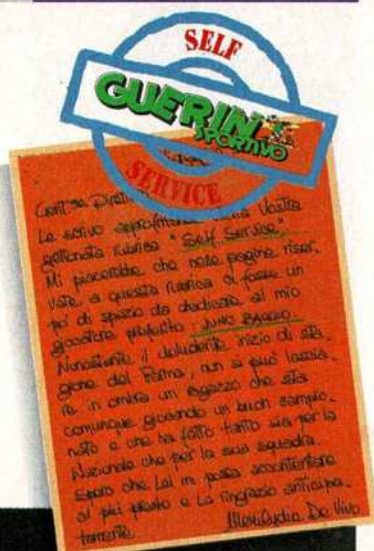 SELF
GUERIN
SPORTIVO
SERVICE
Gent.ma
Le scrivo approfittando Vostra
gettonata rubrica "Self Service".
Mi piacerebbe che nelle pagine riser-
vate a questa rubrica ci fosse un
po' di spazio da dedicare al mio
giocatore preferito: DINO BAGGIO.
Nonostante il deludente inizio di sta-
gione del Parma, non si può lascia-
re in ombra un ragazzo che sta
comunque giocando un buon campio-
nato e che ha fatto tanto sia per la
Nazionale che per la sua squadra.
Spero che Lei mi possa accontentare
al più presto e La ringrazio anticipa-
tamente.
De Vivo